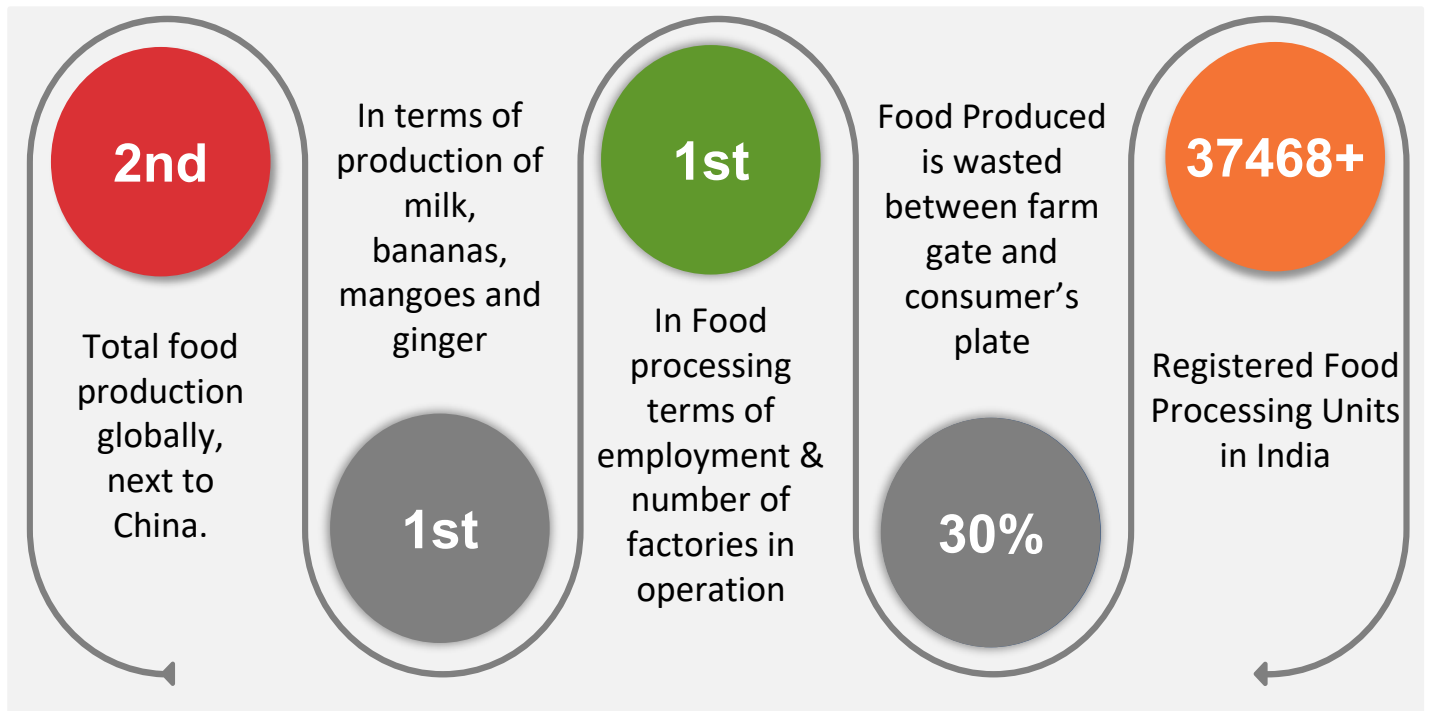 2nd
Total food
production
globally,
next to
China.
In terms of
production of
milk,
bananas,
mangoes and
ginger
1st
1st
In Food
processing
terms of
employment &
number of
factories in
operation
Food Produced
is wasted
between farm
gate and
consumer’s
plate
30%
37468+
Registered Food
Processing Units
in India